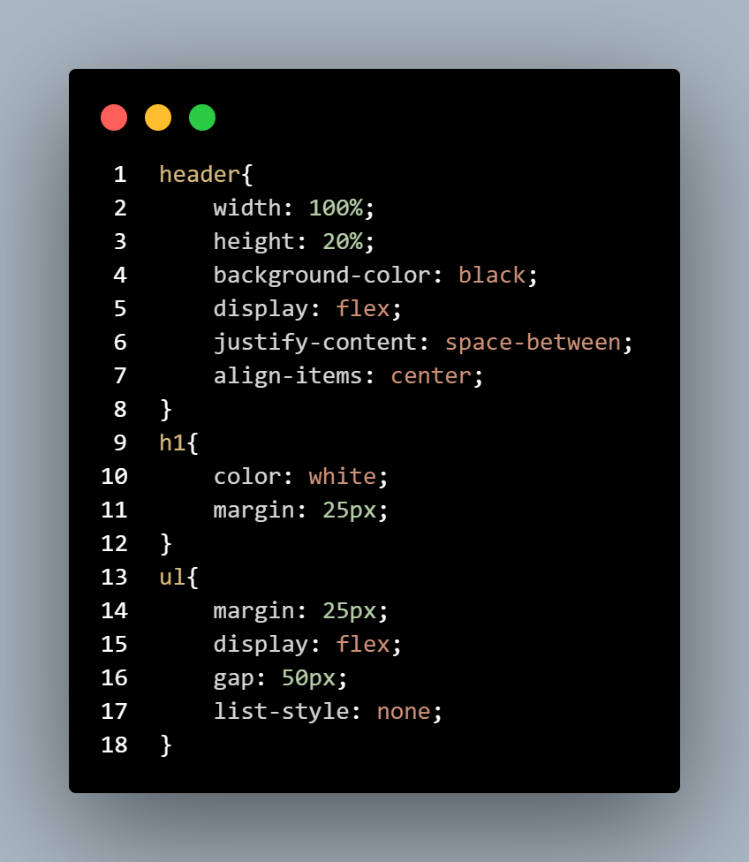 1 header{
2     width: 100%;
3     height: 20%;
4     background-color: black;
5     display: flex;
6     justify-content: space-between;
7     align-items: center;
8 }
9 h1{
10     color: white;
11     margin: 25px;
12 }
13 ul{
14     margin: 25px;
15     display: flex;
16     gap: 50px;
17     list-style: none;
18 }